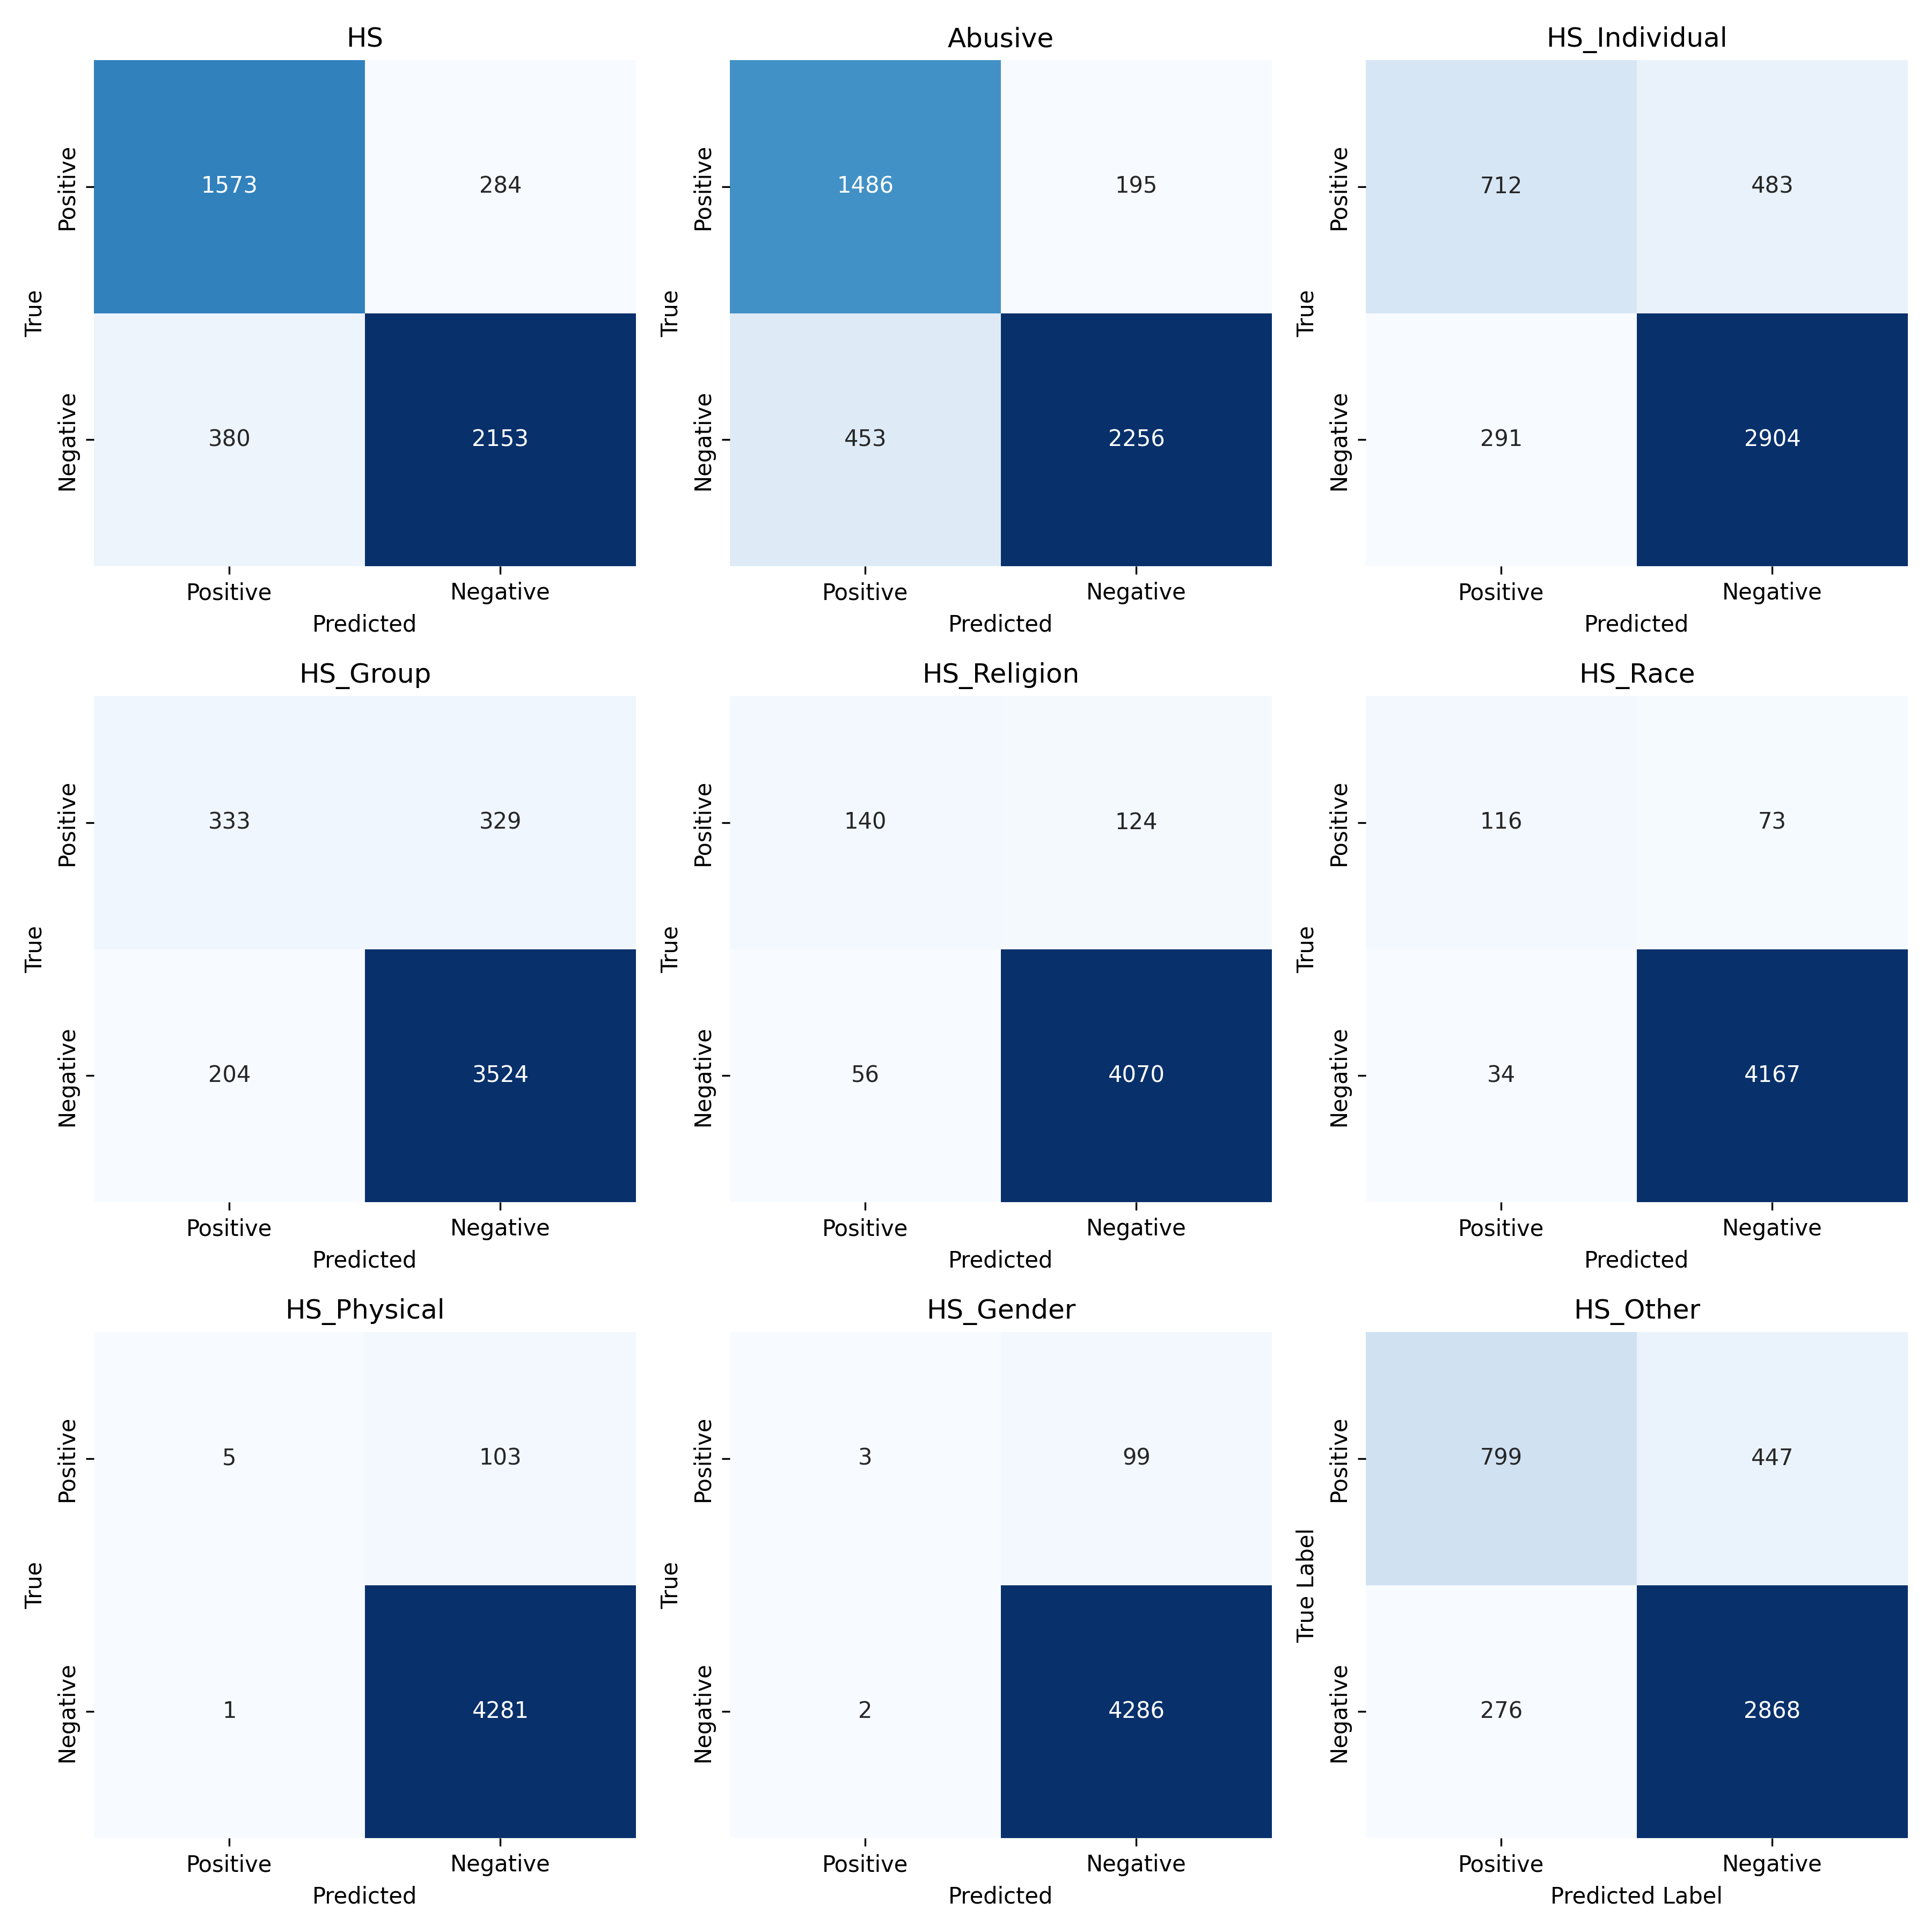 HS
Abusive
HS_Individual
True
Positive
1573
284
Negative
380
2153
Positive
Negative
Predicted
True
Positive
1486
195
Negative
453
2256
Positive
Negative
Predicted
True
Positive
712
483
Negative
291
2904
Positive
Negative
Predicted
HS_Group
HS_Religion
HS_Race
True
Positive
333
329
Negative
204
3524
Positive
Negative
Predicted
True
Positive
140
124
Negative
56
4070
Positive
Negative
Predicted
True
Positive
116
73
Negative
34
4167
Positive
Negative
Predicted
HS_Physical
HS_Gender
HS_Other
True
Positive
5
103
Negative
1
4281
Positive
Negative
Predicted
True
Positive
3
99
Negative
2
4286
Positive
Negative
Predicted
True Label
Positive
799
447
Negative
276
2868
Positive
Negative
Predicted Label